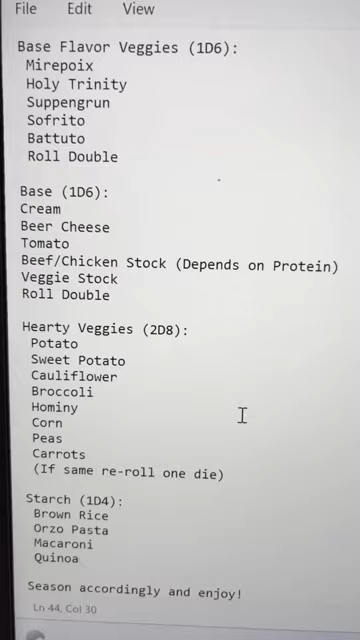 File Edit View
Base Flavor Veggies (1D6):
Mirepoix
Holy Trinity
Suppengrun
Sofrito
Battuto
Roll Double
Base (1D6):
Cream
Beer Cheese
Tomato
Beef/Chicken Stock (Depends on Protein)
Veggie Stock
Roll Double
Hearty Veggies (2D8):
Potato
Sweet Potato
Cauliflower
Broccoli
Hominy
Corn
Peas
Carrots
(If same re-roll one die)
Starch (1D4):
Brown Rice
Orzo Pasta
Macaroni
Quinoa
Season accordingly and enjoy!
Ln 44, Col 30